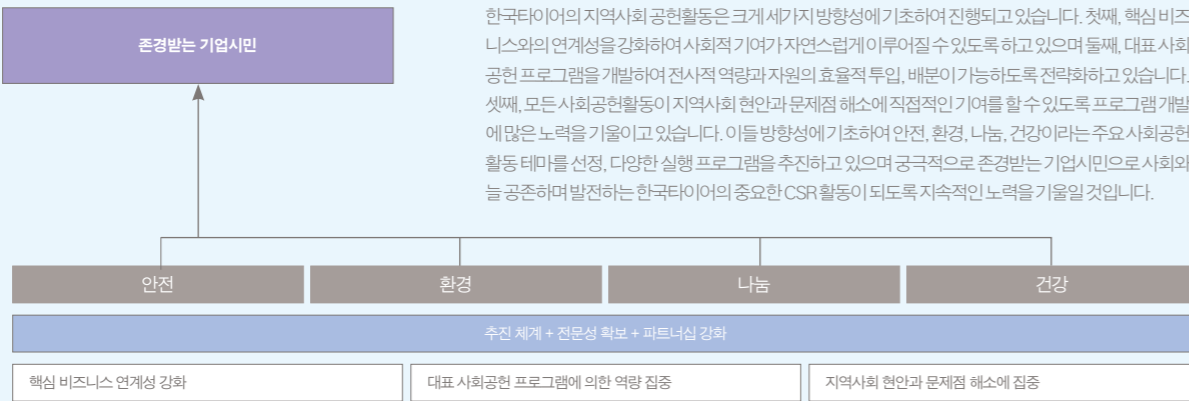 존경받는 기업시민
한국타이어의 지역사회 공헌활동은 크게 세가지 방향성에 기초하여 진행되고 있습니다. 첫째, 핵심 비즈
니스와의 연계성을 강화하여 사회적 기여가 자연스럽게 이루어질 수 있도록 하고 있으며 둘째, 대표 사회
공헌 프로그램을 개발하여 전사적 역량과 자원의 효율적 투입, 배분이 가능하도록 전략화하고 있습니다.
셋째, 모든 사회공헌활동이 지역사회 현안과 문제점 해소에 직접적인 기여를 할 수 있도록 프로그램 개발
에 많은 노력을 기울이고 있습니다. 이들 방향성에 기초하여 안전, 환경, 나눔, 건강이라는 주요 사회공헌
활동 테마를 선정, 다양한 실행 프로그램을 추진하고 있으며 궁극적으로 존경받는 기업시민으로 사회와
늘 공존하며 발전하는 한국타이어의 중요한 CSR 활동이 되도록 지속적인 노력을 기울일 것입니다.
안전 환경 나눔 건강
추진 체계 + 전문성 확보 + 파트너십 강화
핵심 비즈니스 연계성 강화 대표 사회공헌 프로그램에 의한 역량 집중 지역사회 현안과 문제점 해소에 집중